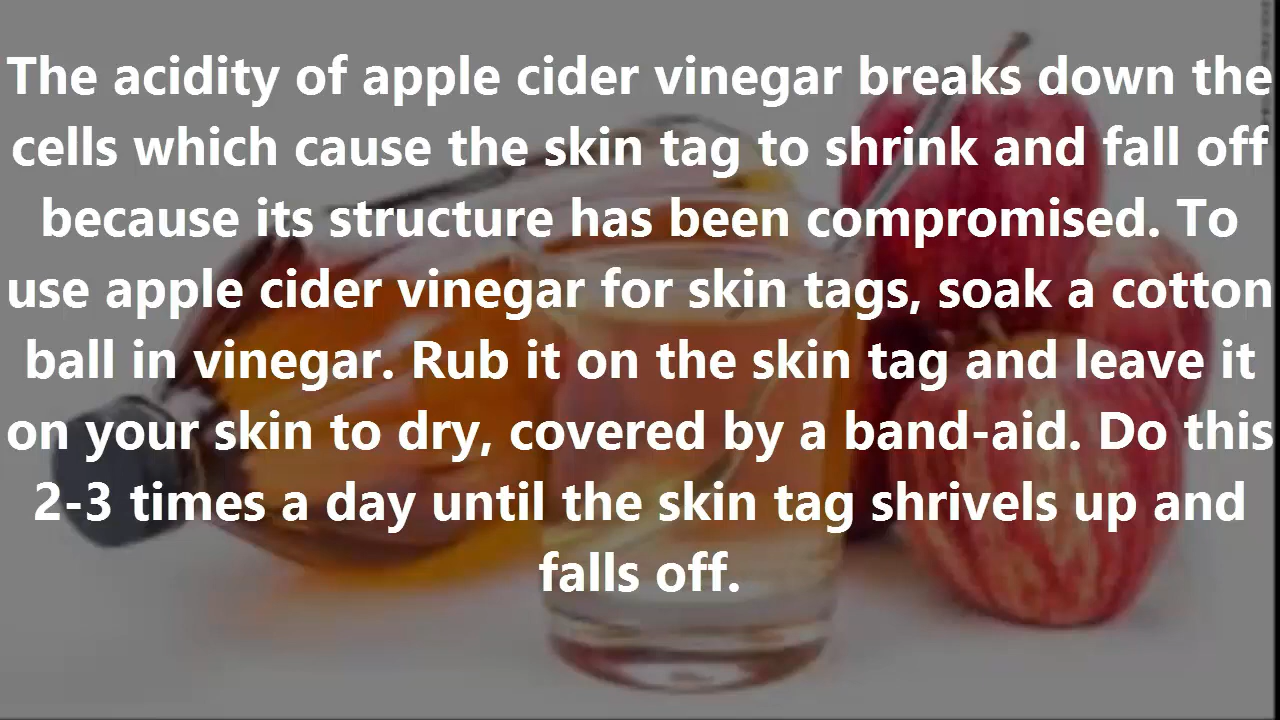 The acidity of apple cider vinegar breaks down the
cells which cause the skin tag to shrink and fall off
because its structure has been compromised. To
use apple cider vinegar for skin tags, soak a cotton
ball in vinegar. Rub it on the skin tag and leave it
on your skin to dry, covered by a band-aid. Do this
2-3 times a day until the skin tag shrivels up and
falls off.